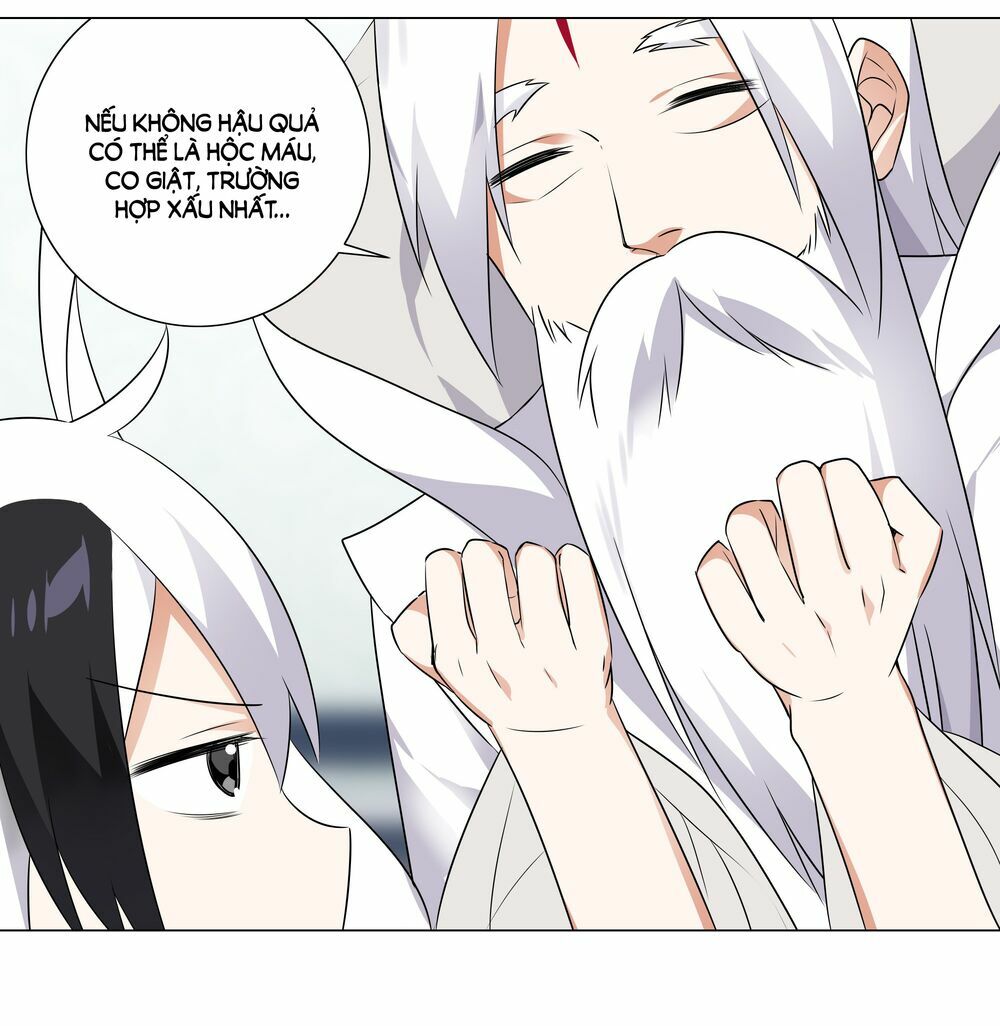 NẾU KHÔNG HẬU QUẢ
CÓ THỂ LÀ HỘC MÁU,
CO GIẬT, TRƯỜNG
HỢP XẤU NHẤT...